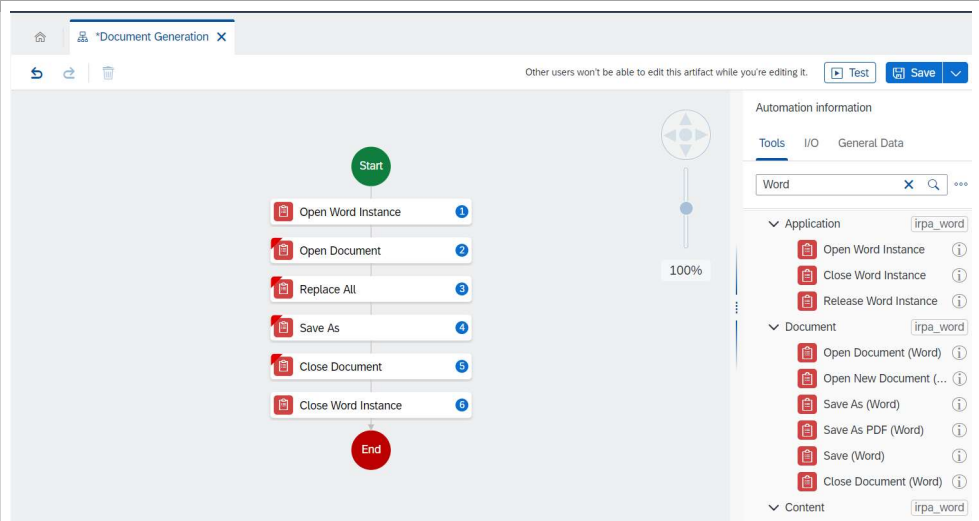 *Document Generation
Other users won't be able to edit this artifact while you're editing it.
Test
Save
Automation information
Tools I/O General Data
Word
Start
Open Word Instance 1
Open Document 2
Replace All 3
Save As 4
Close Document 5
Close Word Instance 6
End
100%
Application irpa_word
Open Word Instance
Close Word Instance
Release Word Instance
Document irpa_word
Open Document (Word)
Open New Document (...
Save As (Word)
Save As PDF (Word)
Save (Word)
Close Document (Word)
Content irpa_word